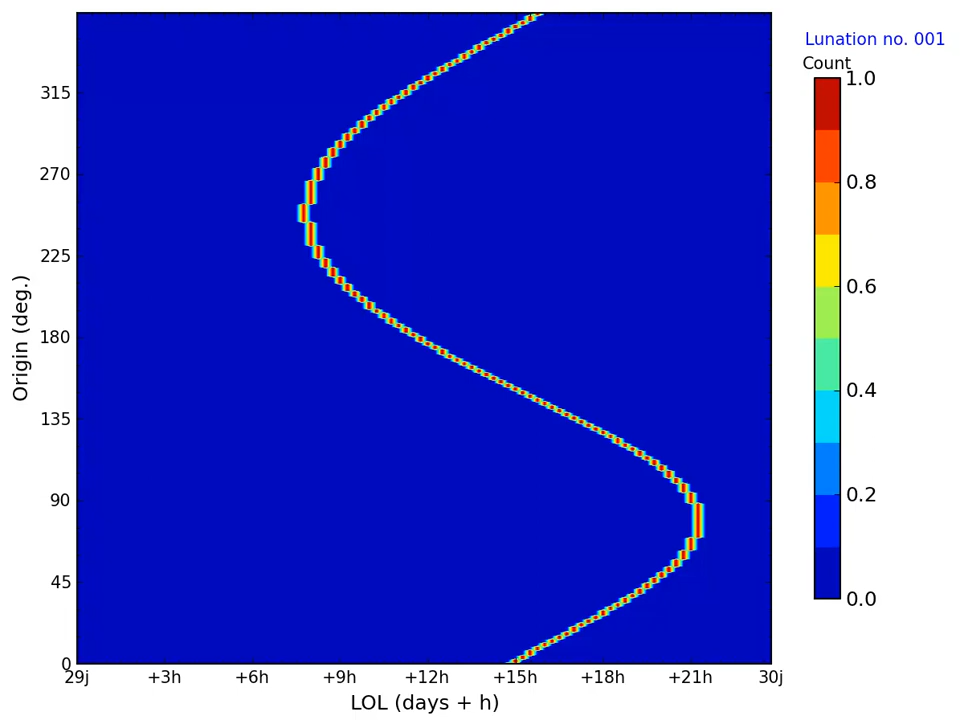 Lunation no. 001
Count
1.0
0.8
0.6
0.4
0.2
0.0
Origin (deg.)
315
270
225
180
135
90
45
0
29j +3h +6h +9h +12h +15h +18h +21h 30j
LOL (days + h)